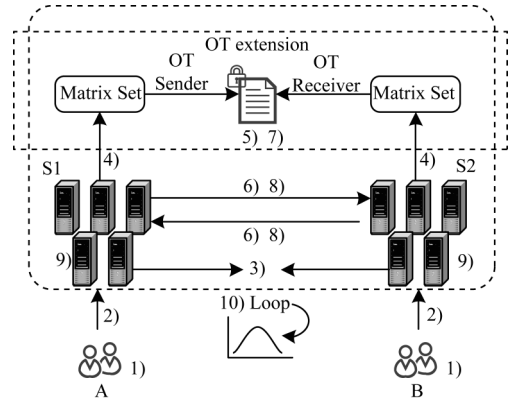 OT extension
OT Sender
OT Receiver
Matrix Set
Matrix Set
5) 7)
4)
4)
S1
S2
6) 8)
6) 8)
9)
9)
3)
10) Loop
2)
2)
1)
1)
A
B